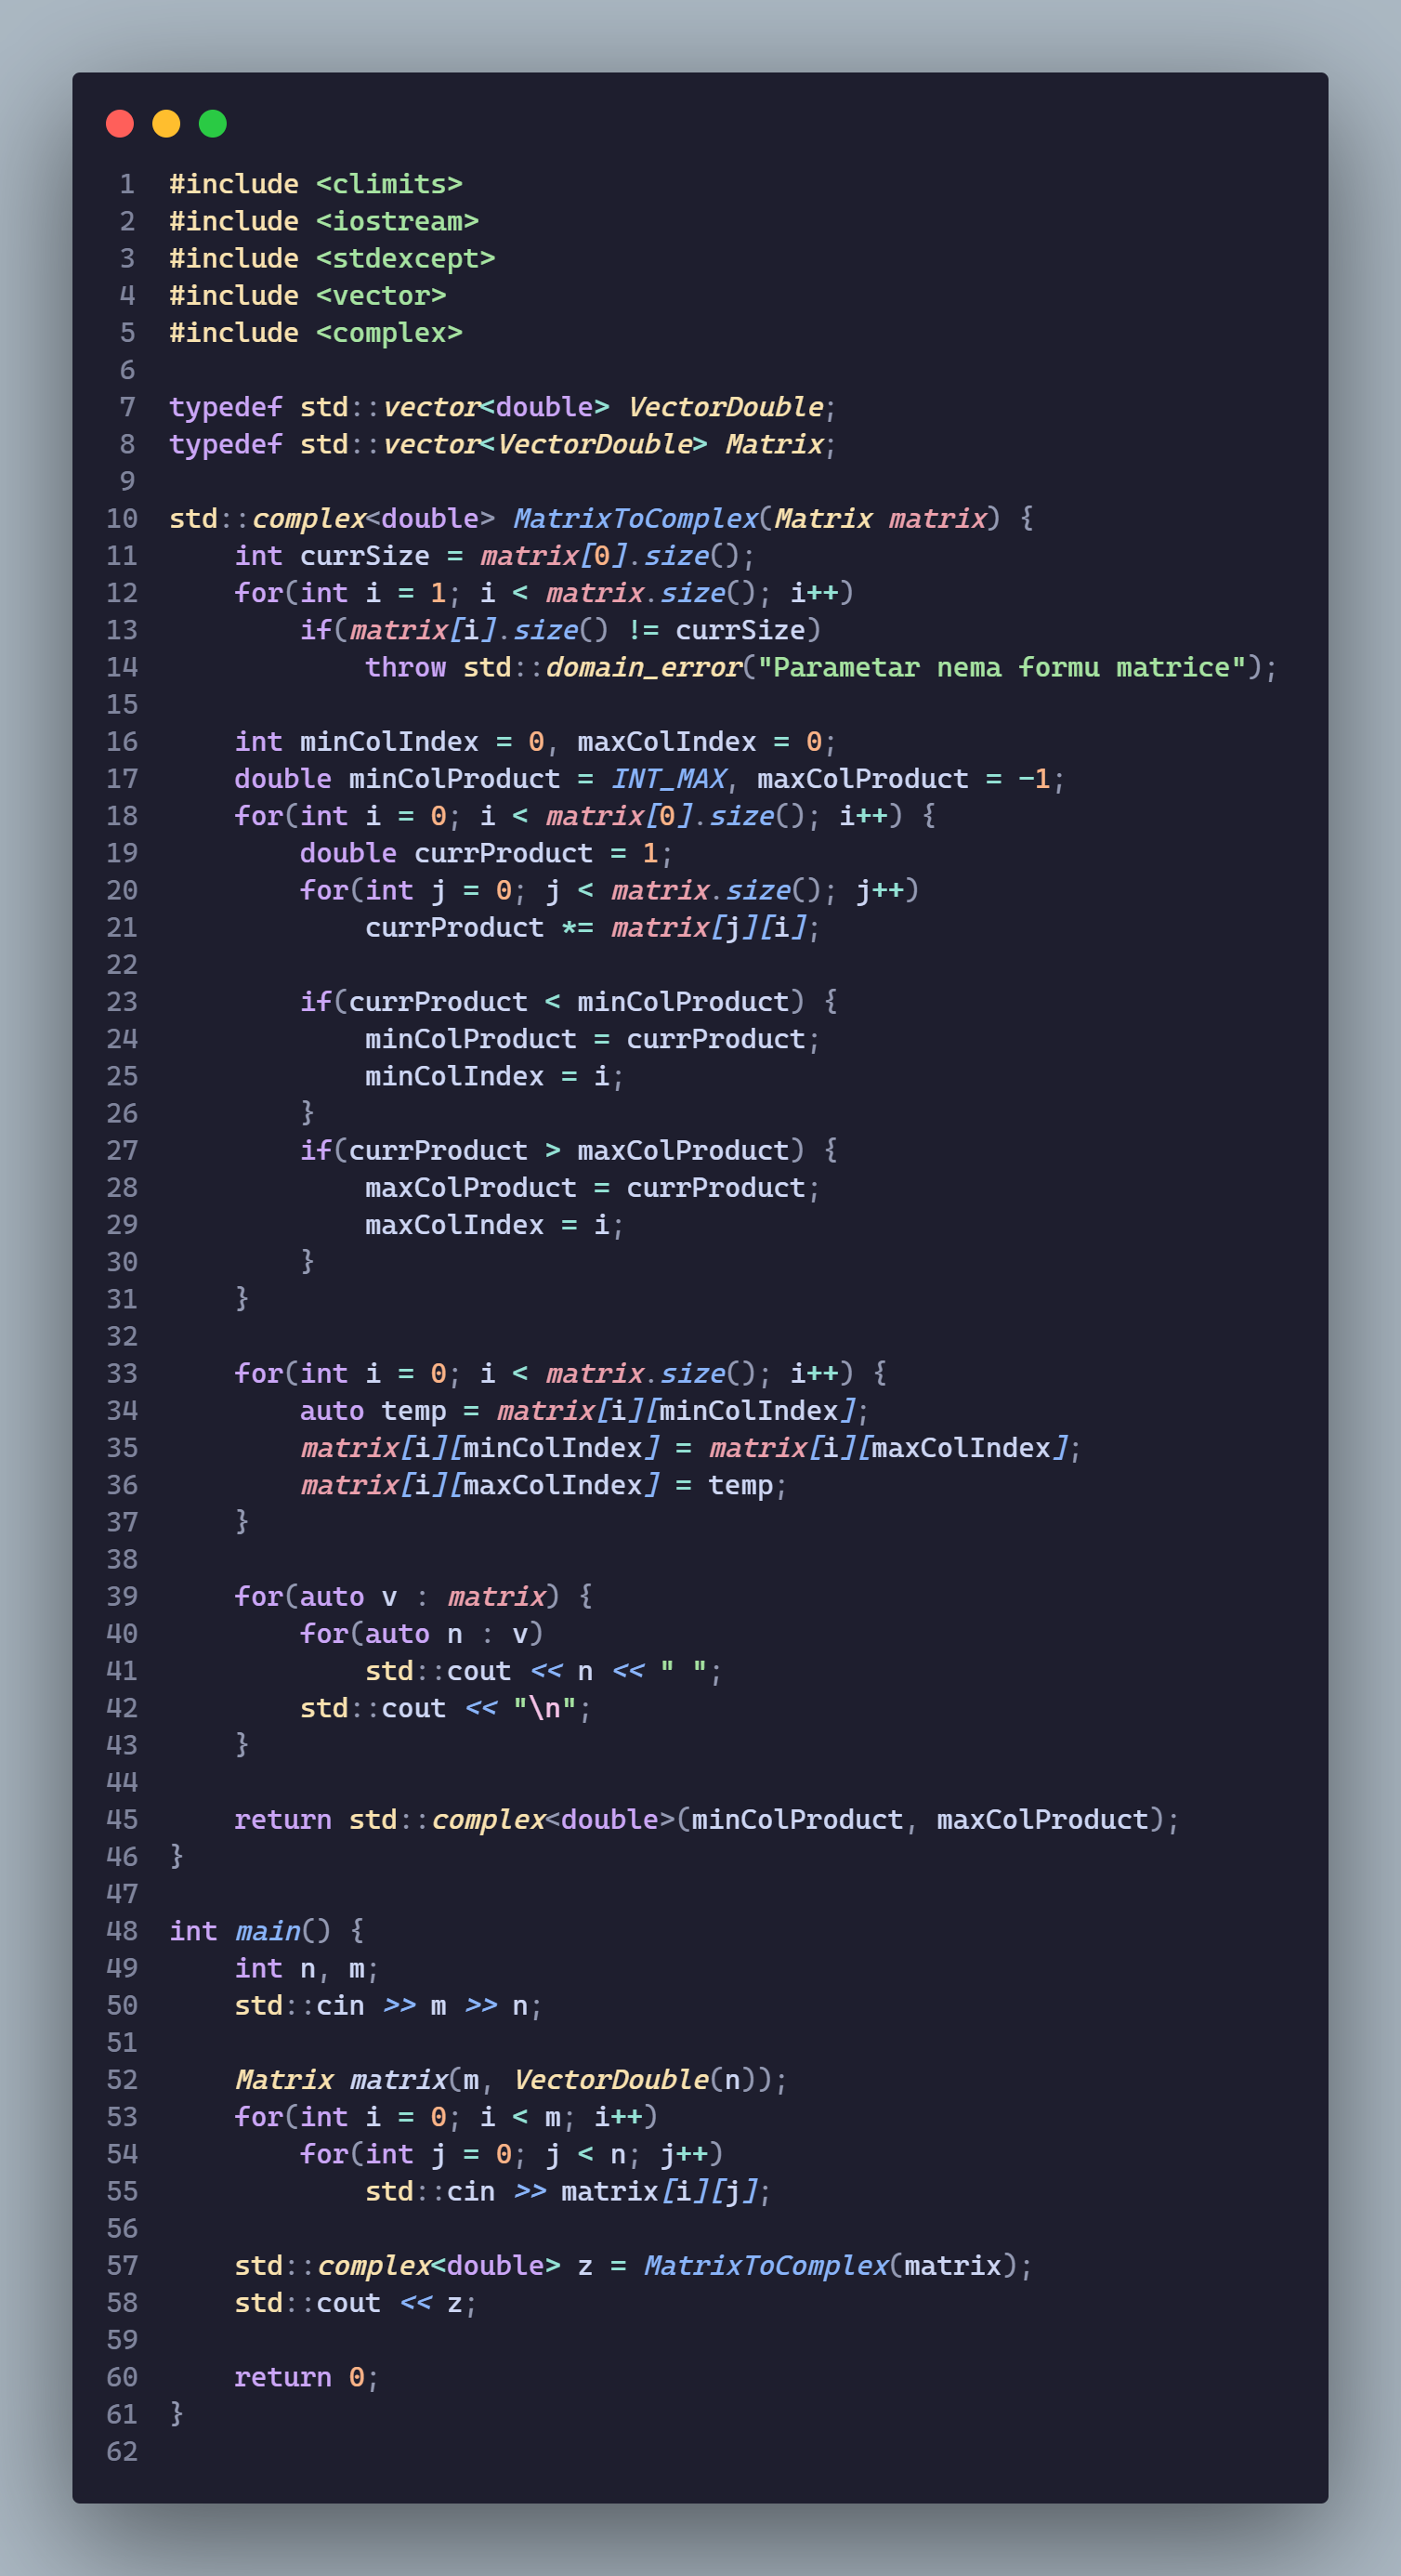 1 #include <climits>
2 #include <iostream>
3 #include <stdexcept>
4 #include <vector>
5 #include <complex>
6
7 typedef std::vector<double> VectorDouble;
8 typedef std::vector<VectorDouble> Matrix;
9
10 std::complex<double> MatrixToComplex(Matrix matrix) {
11     int currSize = matrix[0].size();
12     for(int i = 1; i < matrix.size(); i++)
13         if(matrix[i].size() != currSize)
14             throw std::domain_error("Parametar nema formu matrice");
15
16     int minColIndex = 0, maxColIndex = 0;
17     double minColProduct = INT_MAX, maxColProduct = -1;
18     for(int i = 0; i < matrix[0].size(); i++) {
19         double currProduct = 1;
20         for(int j = 0; j < matrix.size(); j++)
21             currProduct *= matrix[j][i];
22
23         if(currProduct < minColProduct) {
24             minColProduct = currProduct;
25             minColIndex = i;
26         }
27         if(currProduct > maxColProduct) {
28             maxColProduct = currProduct;
29             maxColIndex = i;
30         }
31     }
32
33     for(int i = 0; i < matrix.size(); i++) {
34         auto temp = matrix[i][minColIndex];
35         matrix[i][minColIndex] = matrix[i][maxColIndex];
36         matrix[i][maxColIndex] = temp;
37     }
38
39     for(auto v : matrix) {
40         for(auto n : v)
41             std::cout << n << " ";
42         std::cout << "\n";
43     }
44
45     return std::complex<double>(minColProduct, maxColProduct);
46 }
47
48 int main() {
49     int n, m;
50     std::cin >> m >> n;
51
52     Matrix matrix(m, VectorDouble(n));
53     for(int i = 0; i < m; i++)
54         for(int j = 0; j < n; j++)
55             std::cin >> matrix[i][j];
56
57     std::complex<double> z = MatrixToComplex(matrix);
58     std::cout << z;
59
60     return 0;
61 }
62